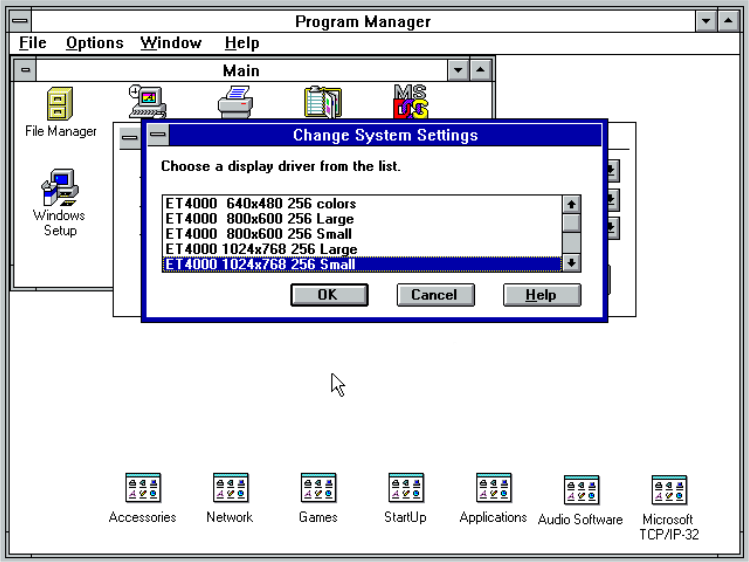 Program Manager
File Options Window Help
Main
MS
DOS
File Manager
Change System Settings
Choose a display driver from the list.
ET4000 640x480 256 colors
ET4000 800x600 256 Large
ET4000 800x600 256 Small
ET4000 1024x768 256 Large
ET4000 1024x768 256 Small
Windows
Setup
OK Cancel Help
Accessories Network Games StartUp Applications Audio Software Microsoft
TCP/IP-32